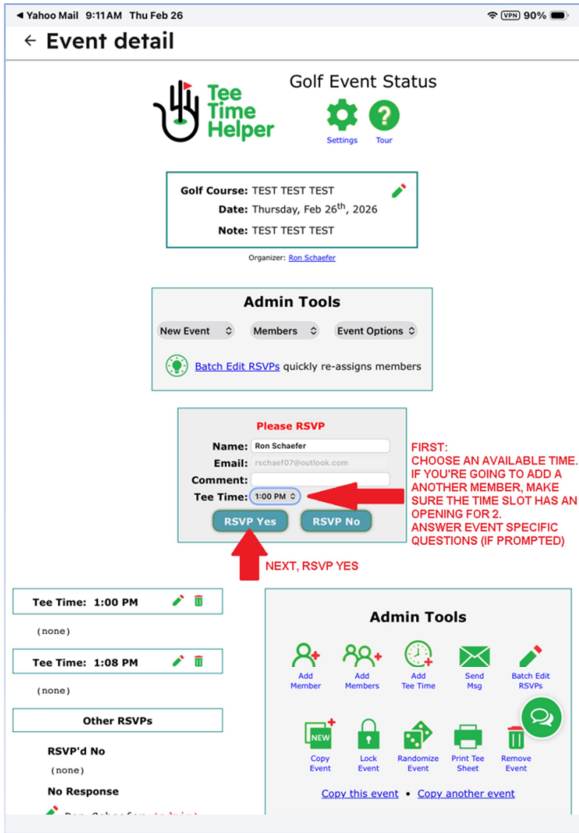 ◄ Yahoo Mail 9:11 AM Thu Feb 26 VPN 90%
← Event detail
Golf Event Status
Tee
Time
Helper
Settings Tour
Golf Course: TEST TEST TEST
Date: Thursday, Feb 26th, 2026
Note: TEST TEST TEST
Organizer: Ron Schaefer
Admin Tools
New Event Members Event Options
Batch Edit RSVPs quickly re-assigns members
Please RSVP
Name: Ron Schaefer
Email: rschaef07@outlook.com
Comment:
Tee Time: 1:00 PM
RSVP Yes RSVP No
FIRST:
CHOOSE AN AVAILABLE TIME.
IF YOU'RE GOING TO ADD A
ANOTHER MEMBER, MAKE
SURE THE TIME SLOT HAS AN
OPENING FOR 2.
ANSWER EVENT SPECIFIC
QUESTIONS (IF PROMPTED)
NEXT, RSVP YES
Tee Time: 1:00 PM
(none)
Tee Time: 1:08 PM
(none)
Other RSVPs
RSVP'd No
(none)
No Response
Ron Schaefer (admin)
Admin Tools
Add
Member
Add
Members
Add
Tee Time
Send
Msg
Batch Edit
RSVPs
NEW
Copy
Event
Lock
Event
Randomize
Event
Print Tee
Sheet
Remove
Event
Copy this event • Copy another event